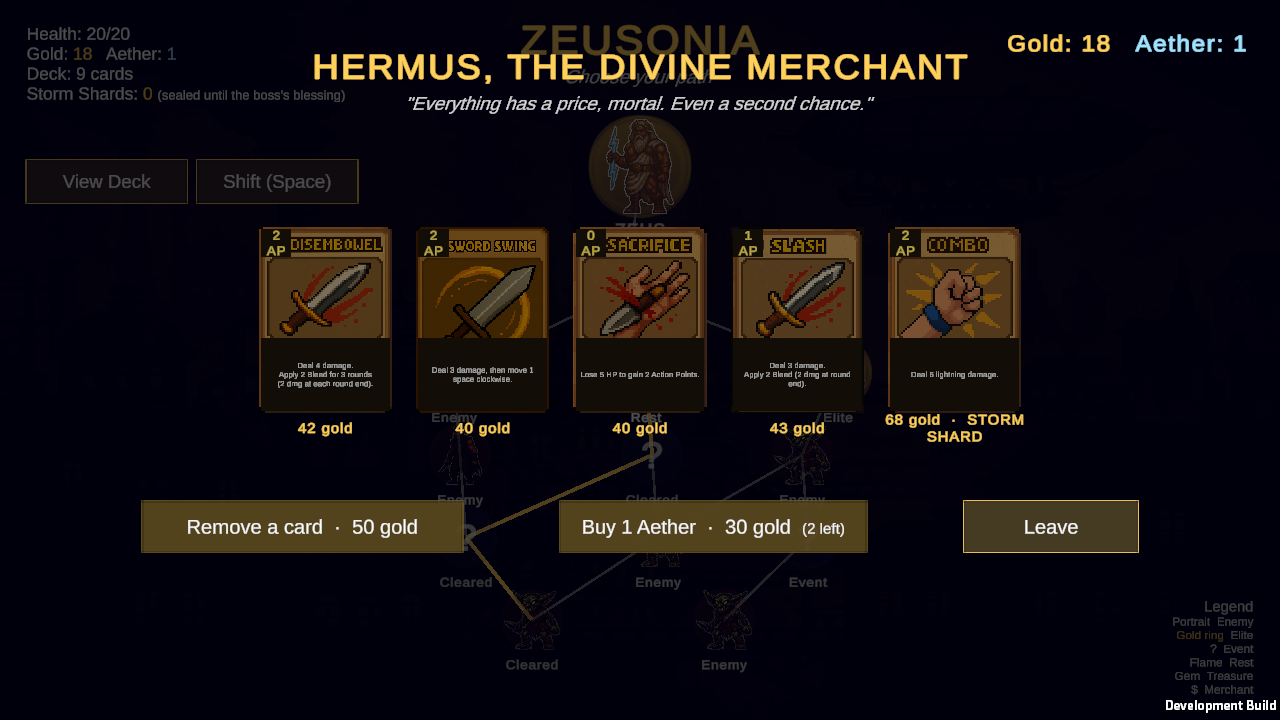 Health: 20/20
Gold: 18 Aether: 1
Deck: 9 cards
Storm Shards: 0 (sealed until the boss's blessing)
ZEUSONIA
Choose your path
HERMUS, THE DIVINE MERCHANT
"Everything has a price, mortal. Even a second chance."
Gold: 18 Aether: 1
View Deck
Shift (Space)
ZEUS
2 AP
DISEMBOWEL
Deal 4 damage.
Apply 2 Bleed for 3 rounds
(2 dmg at each round end).
42 gold
2 AP
SWORD SWING
Deal 3 damage, then move 1
space clockwise.
40 gold
0 AP
SACRIFICE
Lose 5 HP to gain 2 Action Points.
40 gold
1 AP
SLASH
Deal 3 damage.
Apply 2 Bleed (2 dmg at round
end).
43 gold
2 AP
COMBO
Deal 5 lightning damage.
68 gold · STORM
SHARD
Enemy
Rest
Elite
?
Enemy
Cleared
Enemy
Remove a card · 50 gold
?
Buy 1 Aether · 30 gold (2 left)
Leave
Cleared
Enemy
Event
Cleared
Enemy
Legend
Portrait Enemy
Gold ring Elite
? Event
Flame Rest
Gem Treasure
$ Merchant
Development Build